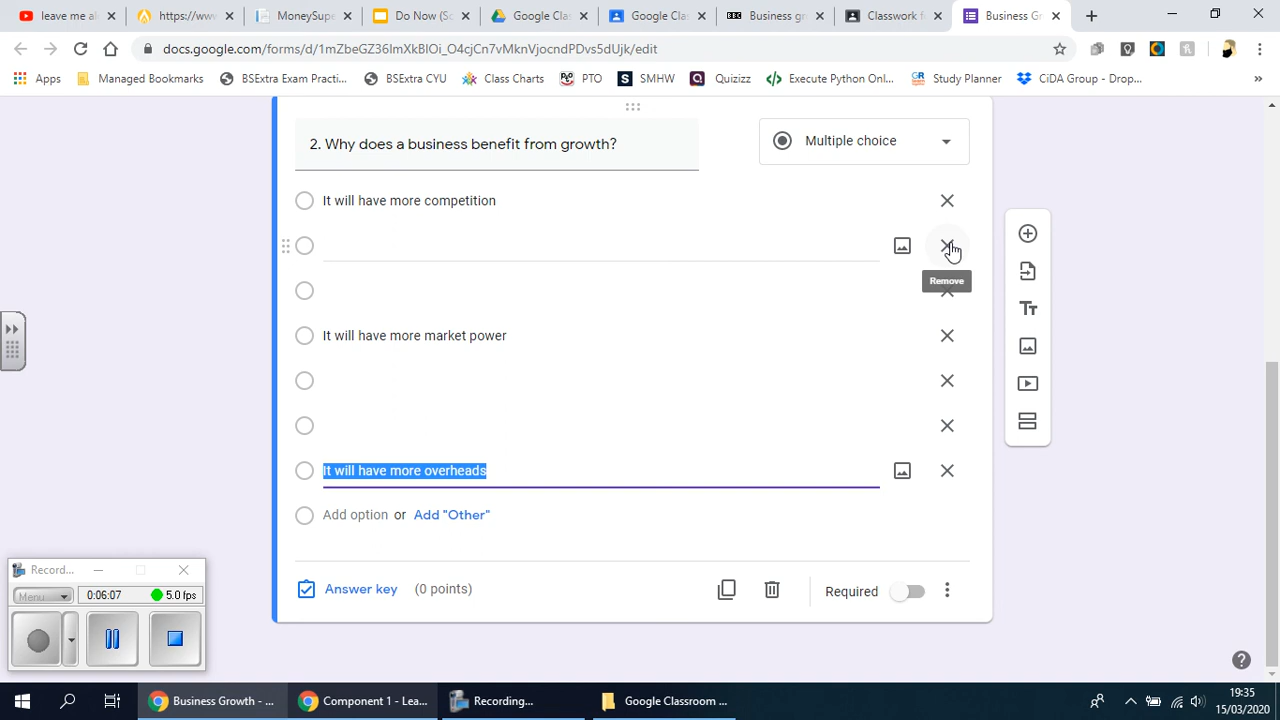 leave me al
https://www
MoneySupe
Do Now (Sc
Google Clas
Google Clas
Business gr
Classwork f
Business Gr
docs.google.com/forms/d/1mZbeGZ36ImXkBlOi_O4cjCn7vMknVjocndPDvs5dUjk/edit
Apps
Managed Bookmarks
BSExtra Exam Practi...
BSExtra CYU
Class Charts
PTO
SMHW
Quizizz
Execute Python Onl...
Study Planner
CiDA Group - Drop...
»
2. Why does a business benefit from growth?
Multiple choice
It will have more competition
Remove
It will have more market power
It will have more overheads
Add option or Add "Other"
Answer key (0 points)
Required
Record...
Menu
0:06:07
5.0 fps
Business Growth - ...
Component 1 - Lea...
Recording...
Google Classroom ...
19:35
15/03/2020